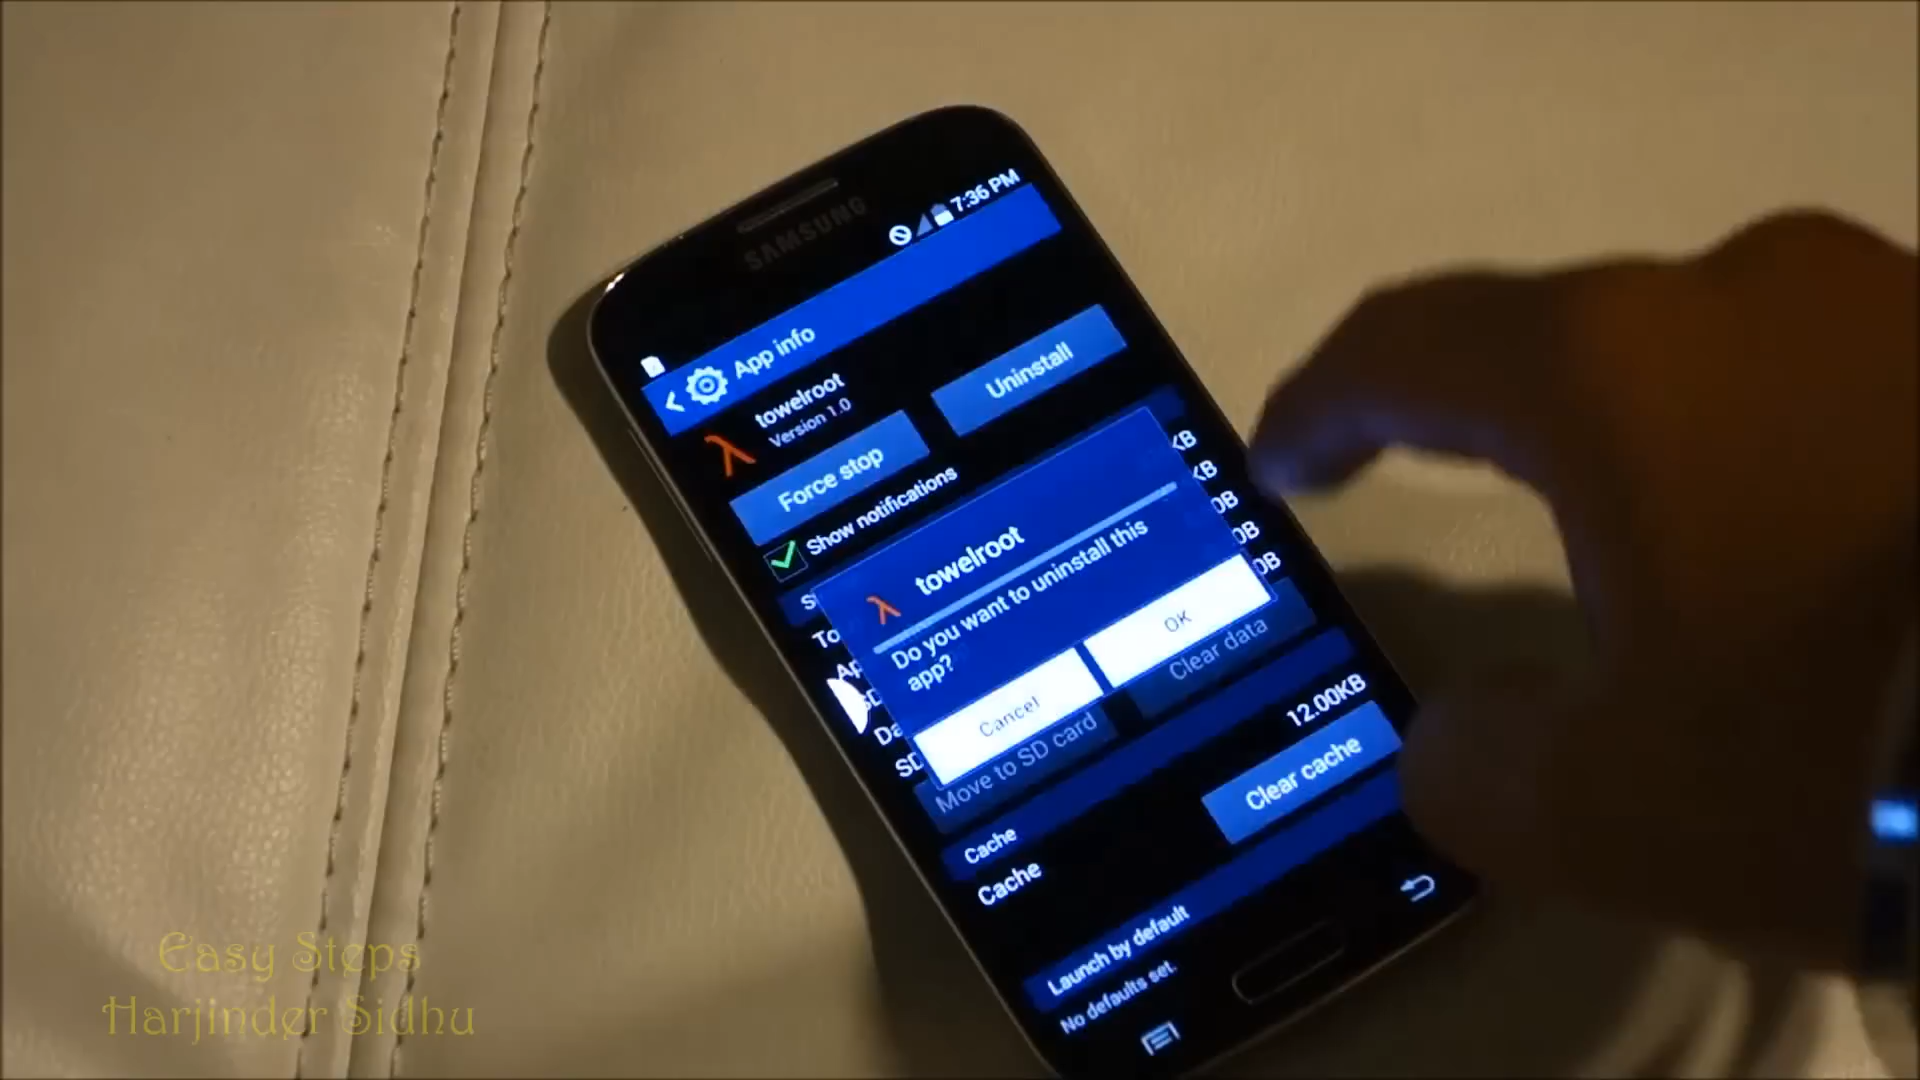 SAMSUNG
7:36 PM
App info
towelroot
Version 1.0
Force stop
Uninstall
Show notifications
KB
KB
towelroot
Do you want to uninstall this
app?
Cancel
OK
Move to SD card
Clear data
Cache
Cache
12.00KB
Clear cache
Launch by default
No defaults set.
Easy Steps
Harjinder Sidhu